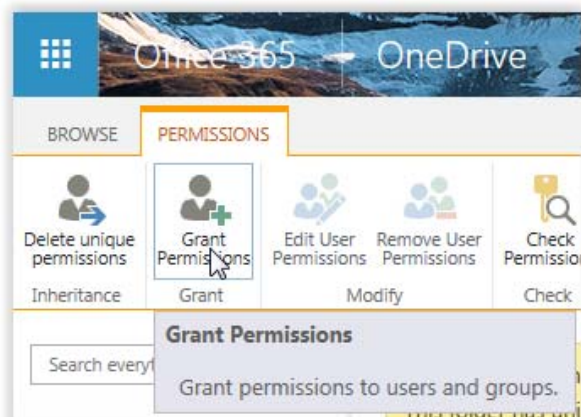 Office 365 OneDrive
BROWSE PERMISSIONS
Delete unique permissions
Grant Permissions
Edit User Permissions
Remove User Permissions
Check
Inheritance Grant Modify Check
Grant Permissions
Search
Grant permissions to users and groups.